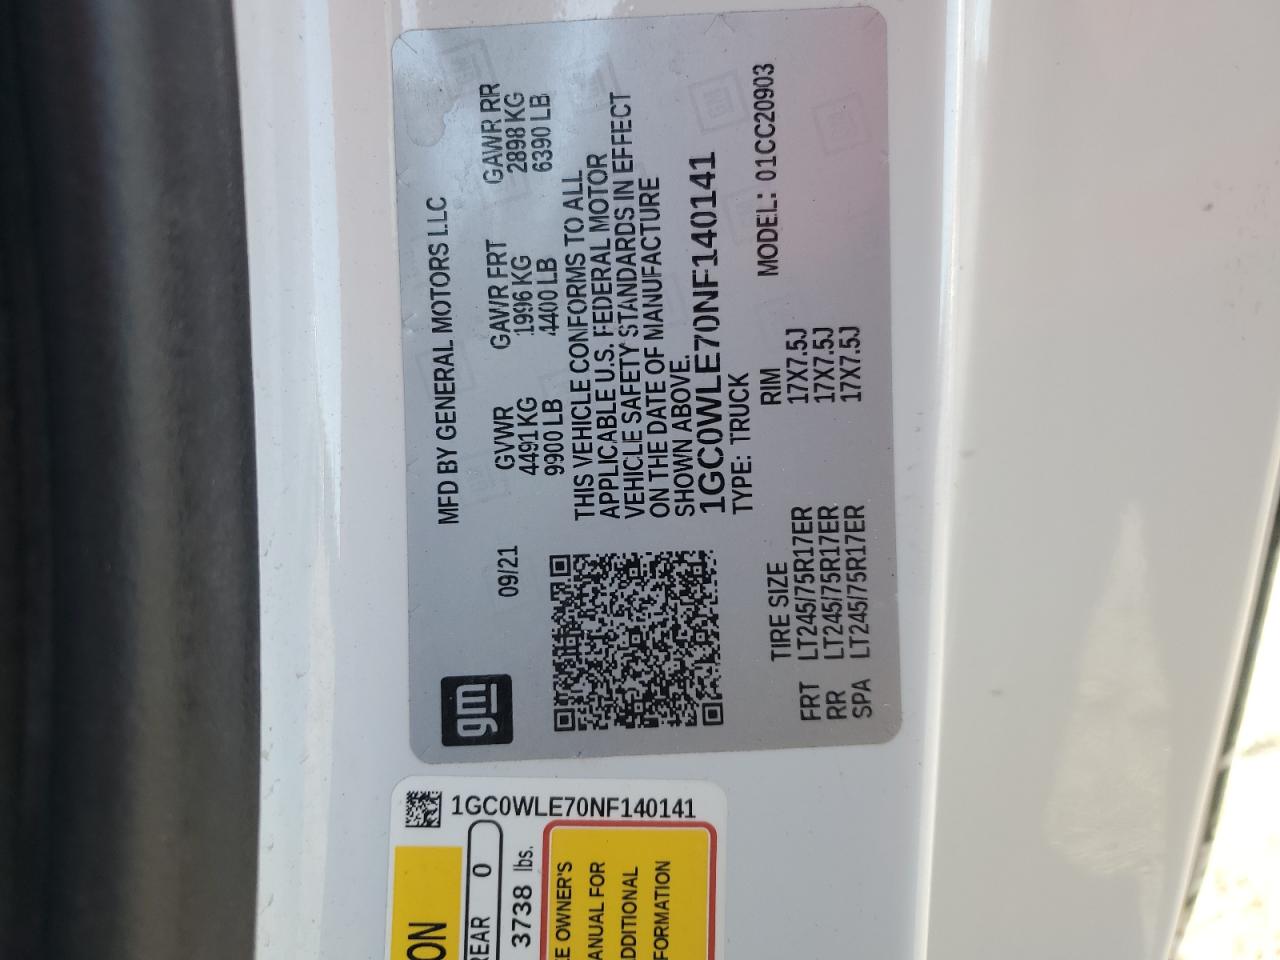 MFD BY GENERAL MOTORS LLC
09/21
GVWR GAWR FRT GAWR RR
4491 KG 1996 KG 2898 KG
9900 LB 4400 LB 6390 LB
THIS VEHICLE CONFORMS TO ALL
APPLICABLE U.S. FEDERAL MOTOR
VEHICLE SAFETY STANDARDS IN EFFECT
ON THE DATE OF MANUFACTURE
SHOWN ABOVE.
1GC0WLE70NF140141
TYPE: TRUCK
MODEL: 01CC20903
gm
TIRE SIZE RIM
FRT LT245/75R17ER 17X7.5J
RR LT245/75R17ER 17X7.5J
SPA LT245/75R17ER 17X7.5J
1GC0WLE70NF140141
ON
REAR 0
3738 lbs.
E OWNER'S
ANUAL FOR
DDITIONAL
FORMATION